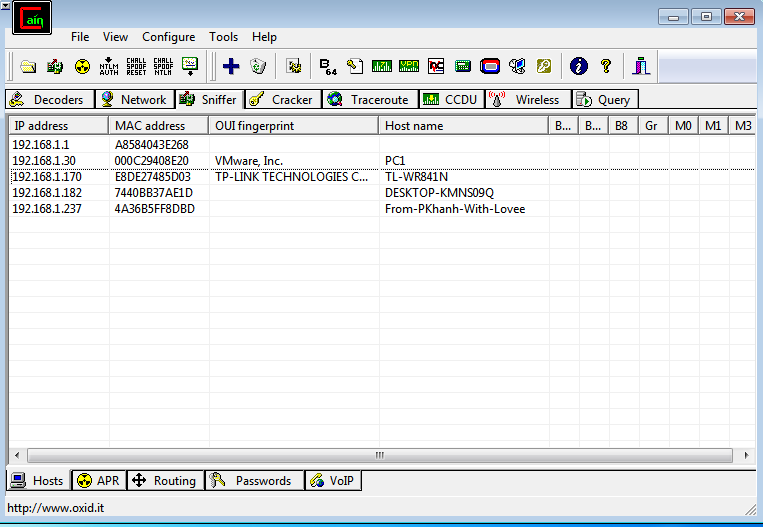 Cain
File View Configure Tools Help
NTLM AUTH CHALL SPOOF RESET CHALL SPOOF NTLM B 64 VPN
Decoders Network Sniffer Cracker Traceroute CCDU Wireless Query
IP address MAC address OUI fingerprint Host name B... B... B8 Gr M0 M1 M3
192.168.1.1 A8584043E268
192.168.1.30 000C29408E20 VMware, Inc. PC1
192.168.1.170 E8DE27485D03 TP-LINK TECHNOLOGIES C... TL-WR841N
192.168.1.182 7440BB37AE1D DESKTOP-KMNS09Q
192.168.1.237 4A36B5FF8DBD From-PKhanh-With-Lovee
Hosts APR Routing Passwords VoIP
http://www.oxid.it